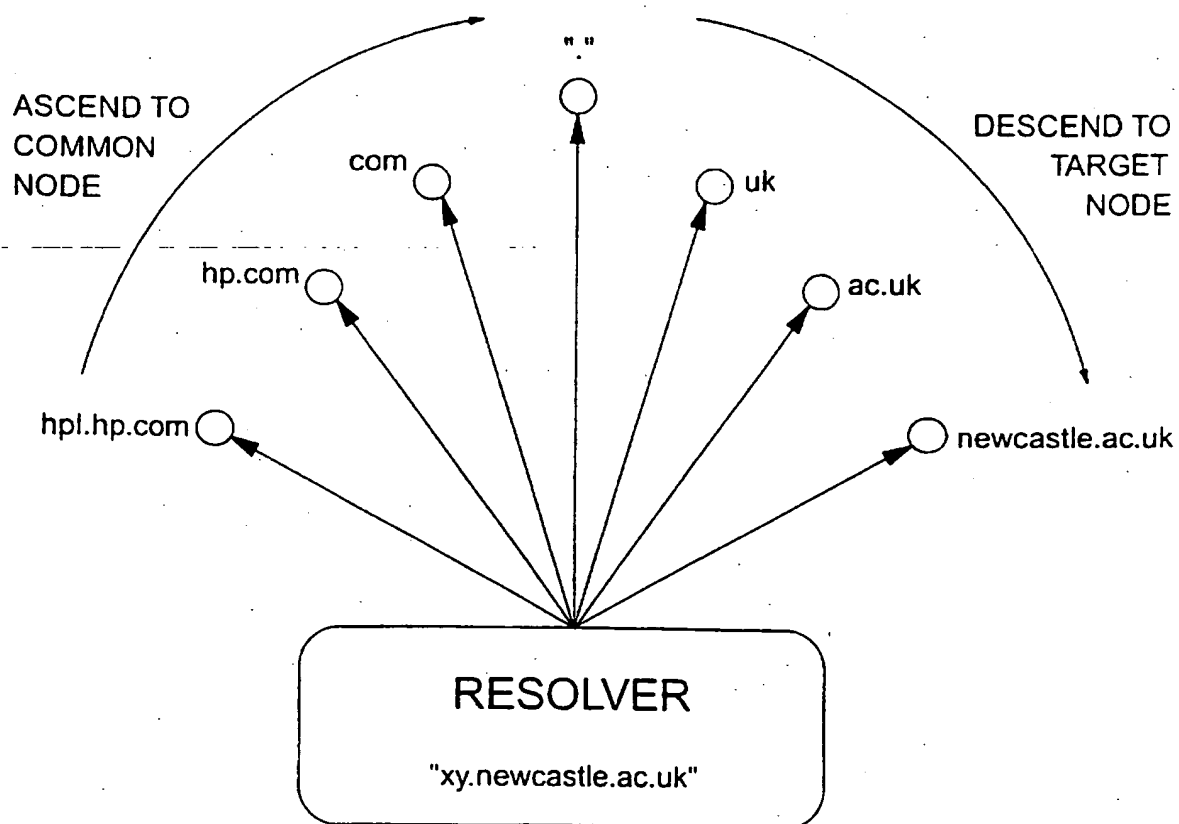 "."
ASCEND TO
COMMON
NODE
DESCEND TO
TARGET
NODE
com
uk
hp.com
ac.uk
hpl.hp.com
newcastle.ac.uk
RESOLVER
"xy.newcastle.ac.uk"